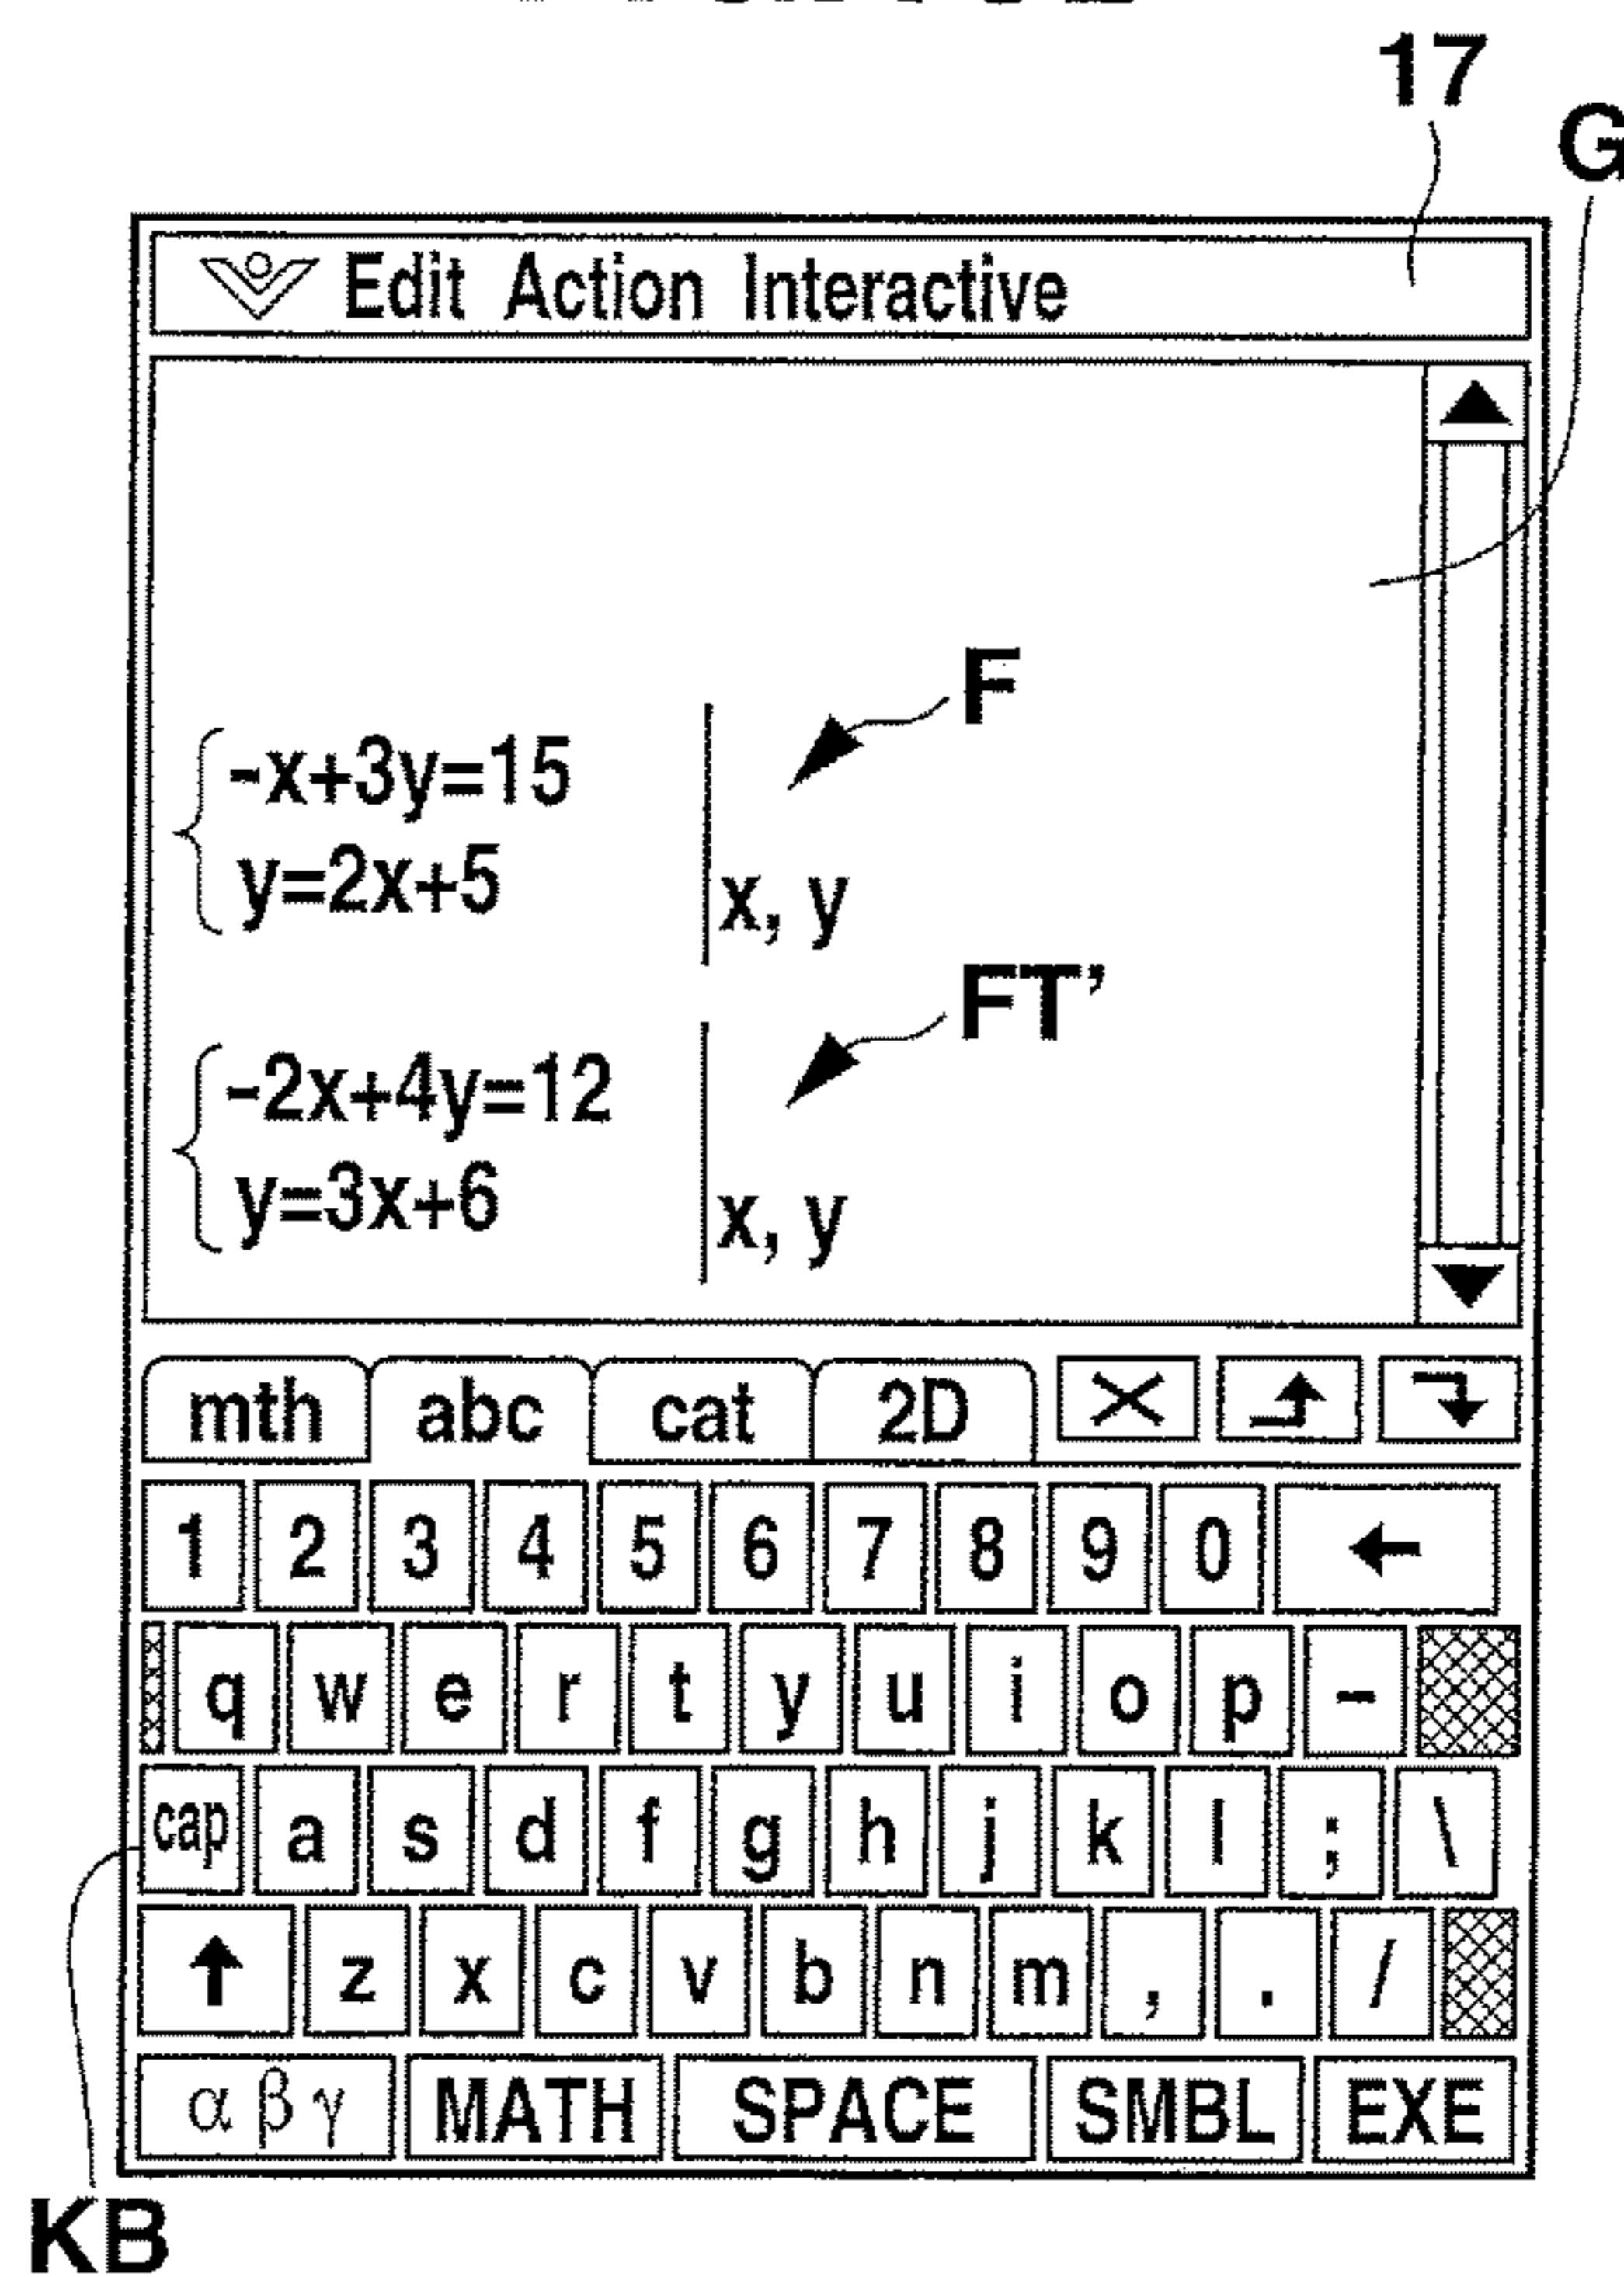 17
G
Edit Action Interactive
F
-x+3y=15
y=2x+5
x, y
FT’
-2x+4y=12
y=3x+6
x, y
mth abc cat 2D
1 2 3 4 5 6 7 8 9 0 ←
q w e r t y u i o p -
cap a s d f g h j k l ; \
↑ z x c v b n m , . /
α β γ MATH SPACE SMBL EXE
KB